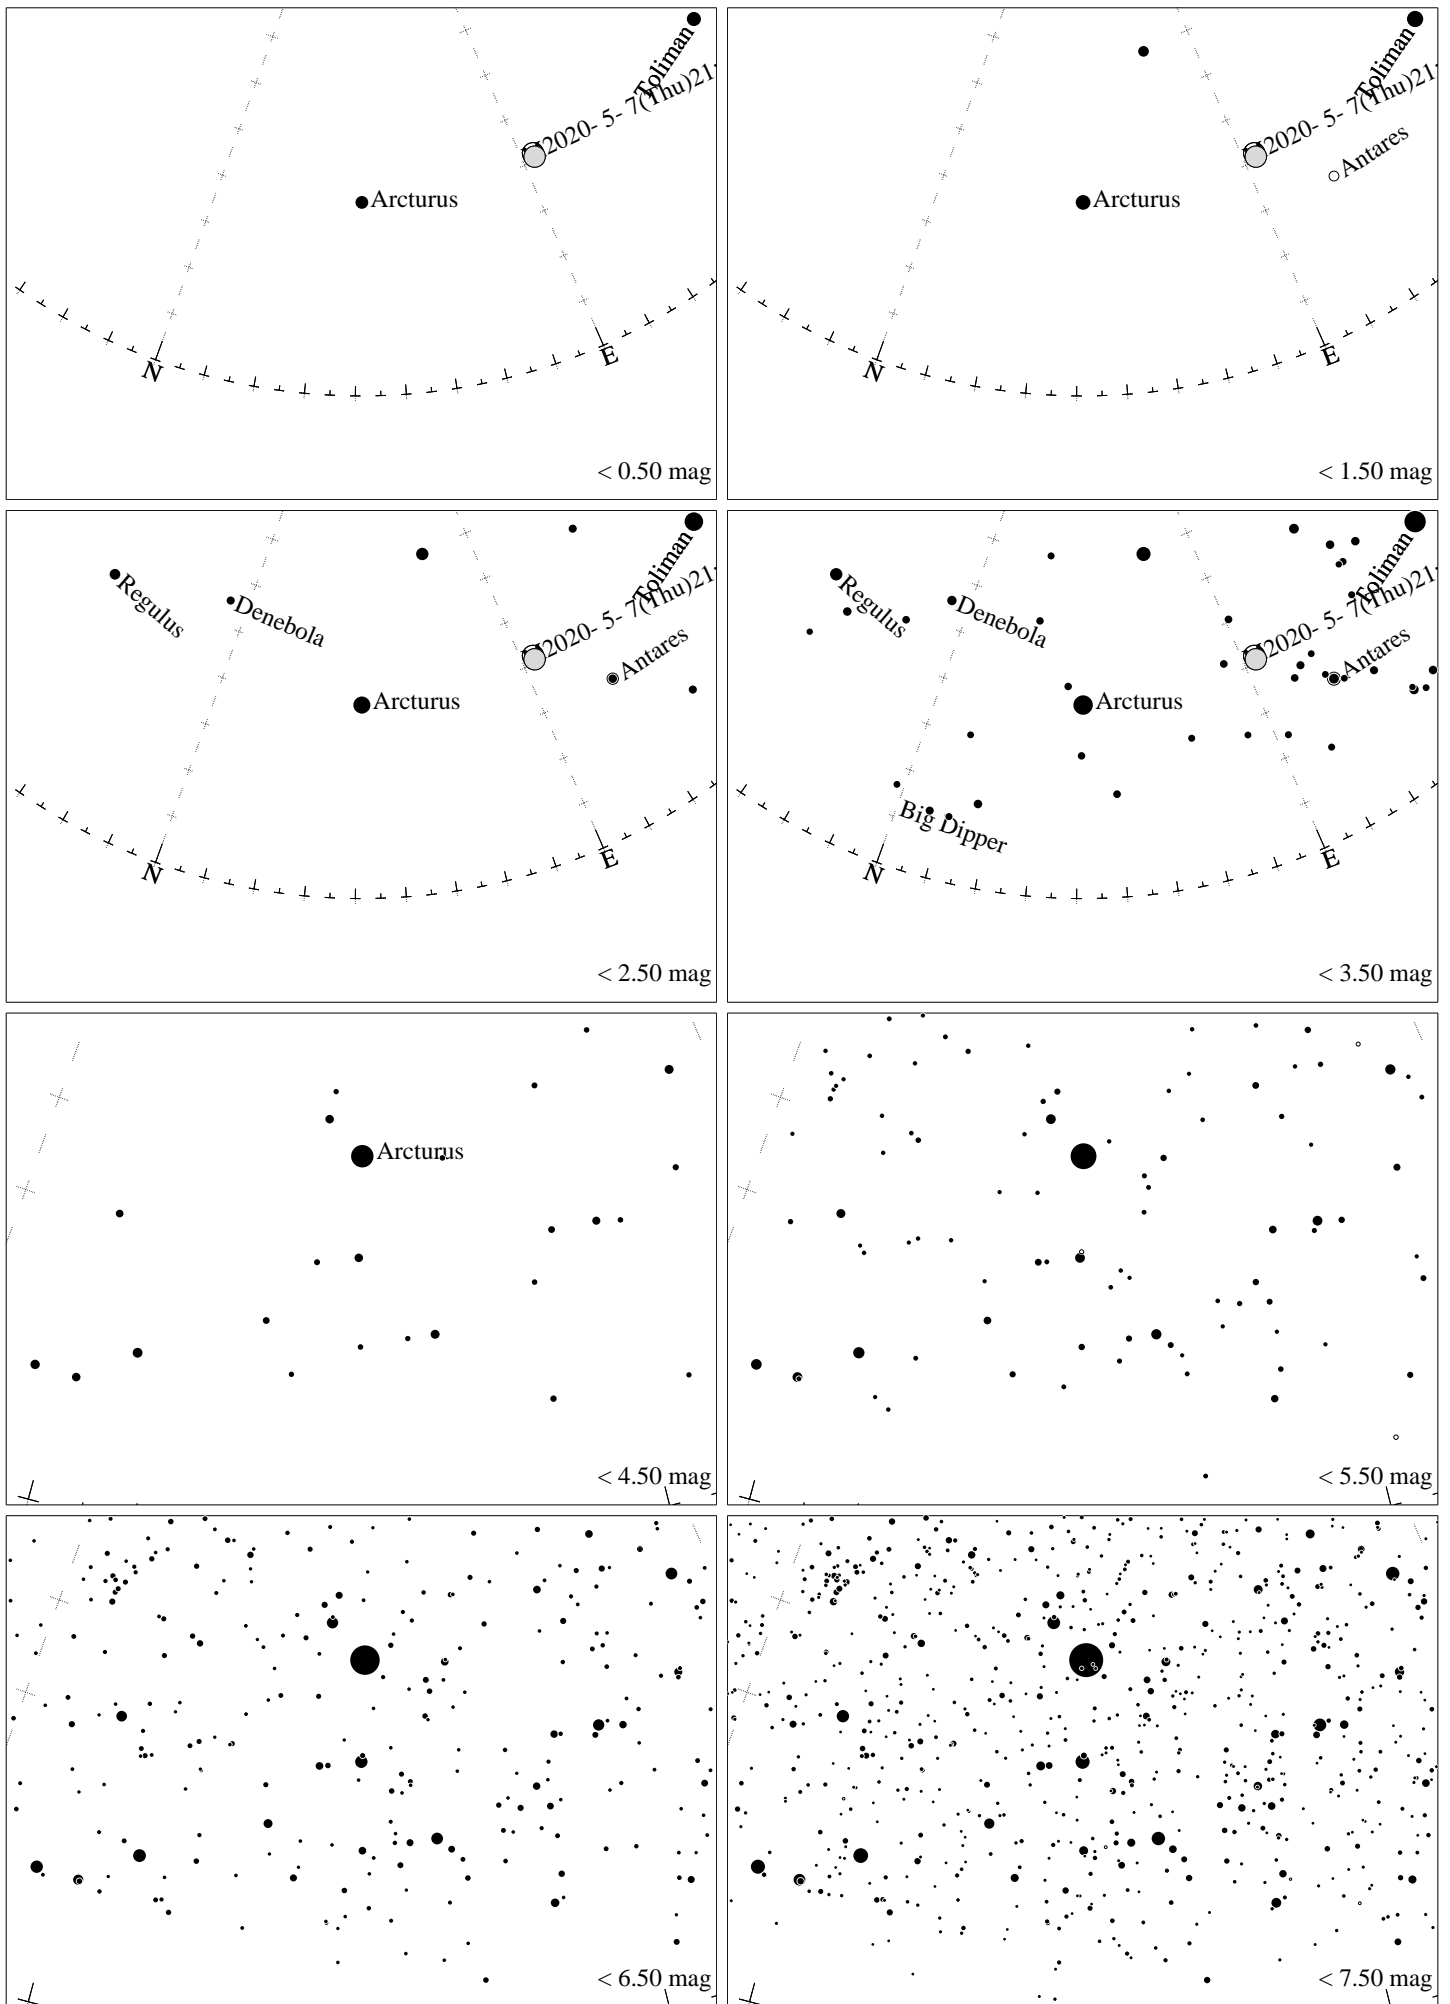 Toliman
2020- 5- 7(Thu)21:
Arcturus
N
E
< 0.50 mag
Toliman
2020- 5- 7(Thu)21:
Antares
Arcturus
N
E
< 1.50 mag
Toliman
2020- 5- 7(Thu)21:
Regulus
Denebola
Antares
Arcturus
N
E
< 2.50 mag
Toliman
2020- 5- 7(Thu)21:
Regulus
Denebola
Antares
Arcturus
Big Dipper
N
E
< 3.50 mag
Arcturus
< 4.50 mag
< 5.50 mag
< 6.50 mag
< 7.50 mag